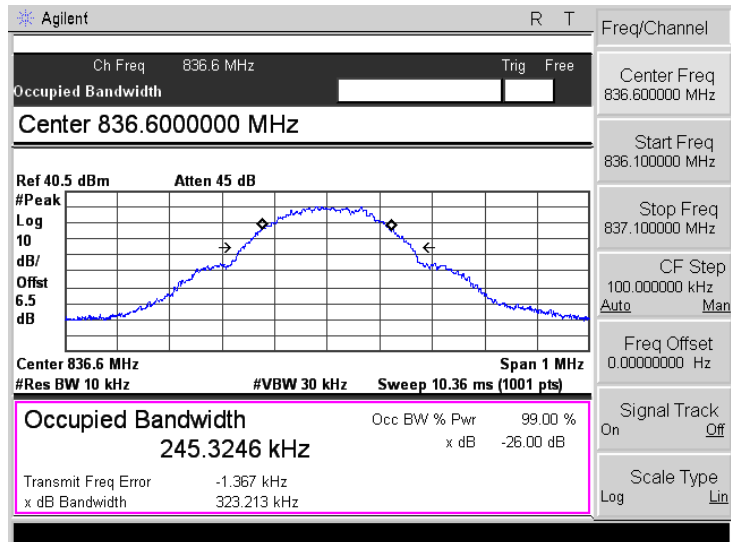 Agilent R T
Freq/Channel
Ch Freq 836.6 MHz Trig Free
Occupied Bandwidth
Center 836.6000000 MHz
Ref 40.5 dBm Atten 45 dB
#Peak
Log
10
dB/
Offst
6.5
dB
Center 836.6 MHz Span 1 MHz
#Res BW 10 kHz #VBW 30 kHz Sweep 10.36 ms (1001 pts)
Occupied Bandwidth Occ BW % Pwr 99.00 %
245.3246 kHz x dB -26.00 dB
Transmit Freq Error -1.367 kHz
x dB Bandwidth 323.213 kHz
Center Freq
836.600000 MHz
Start Freq
836.100000 MHz
Stop Freq
837.100000 MHz
CF Step
100.000000 kHz
Auto Man
Freq Offset
0.00000000 Hz
Signal Track
On Off
Scale Type
Log Lin